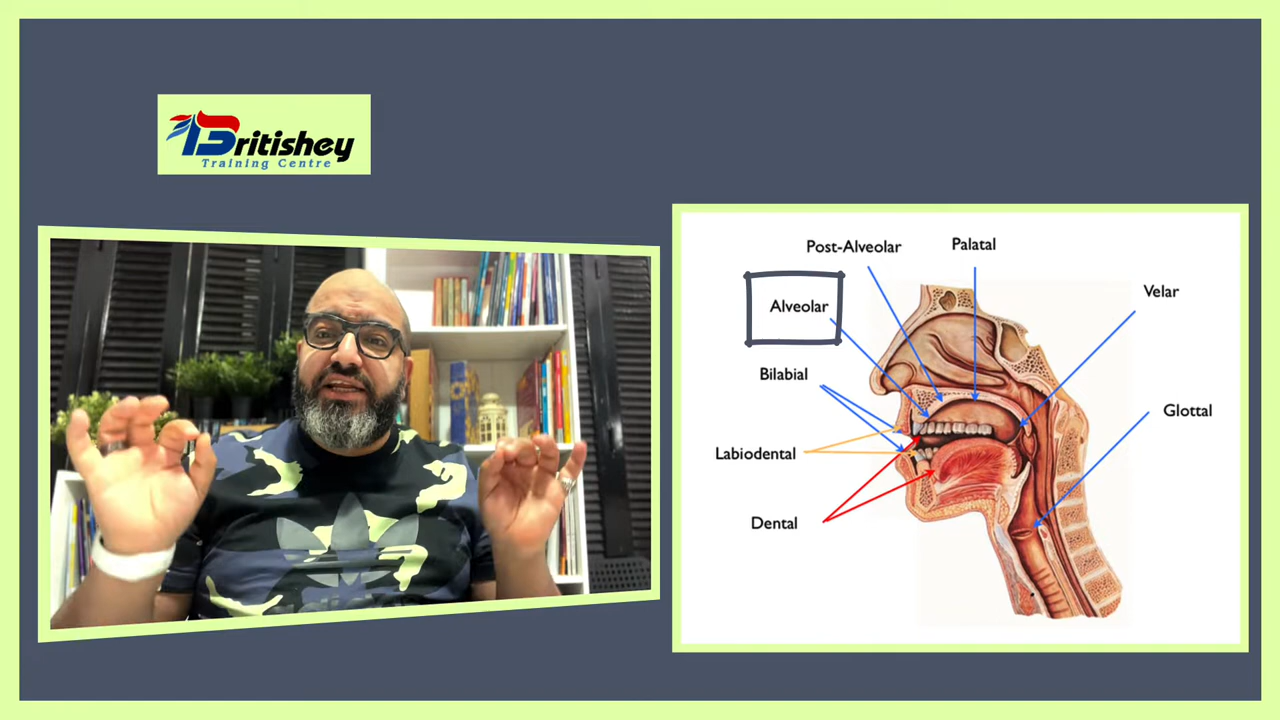 Britishey
Training Centre
Post-Alveolar
Palatal
Alveolar
Velar
Bilabial
Glottal
Labiodental
Dental